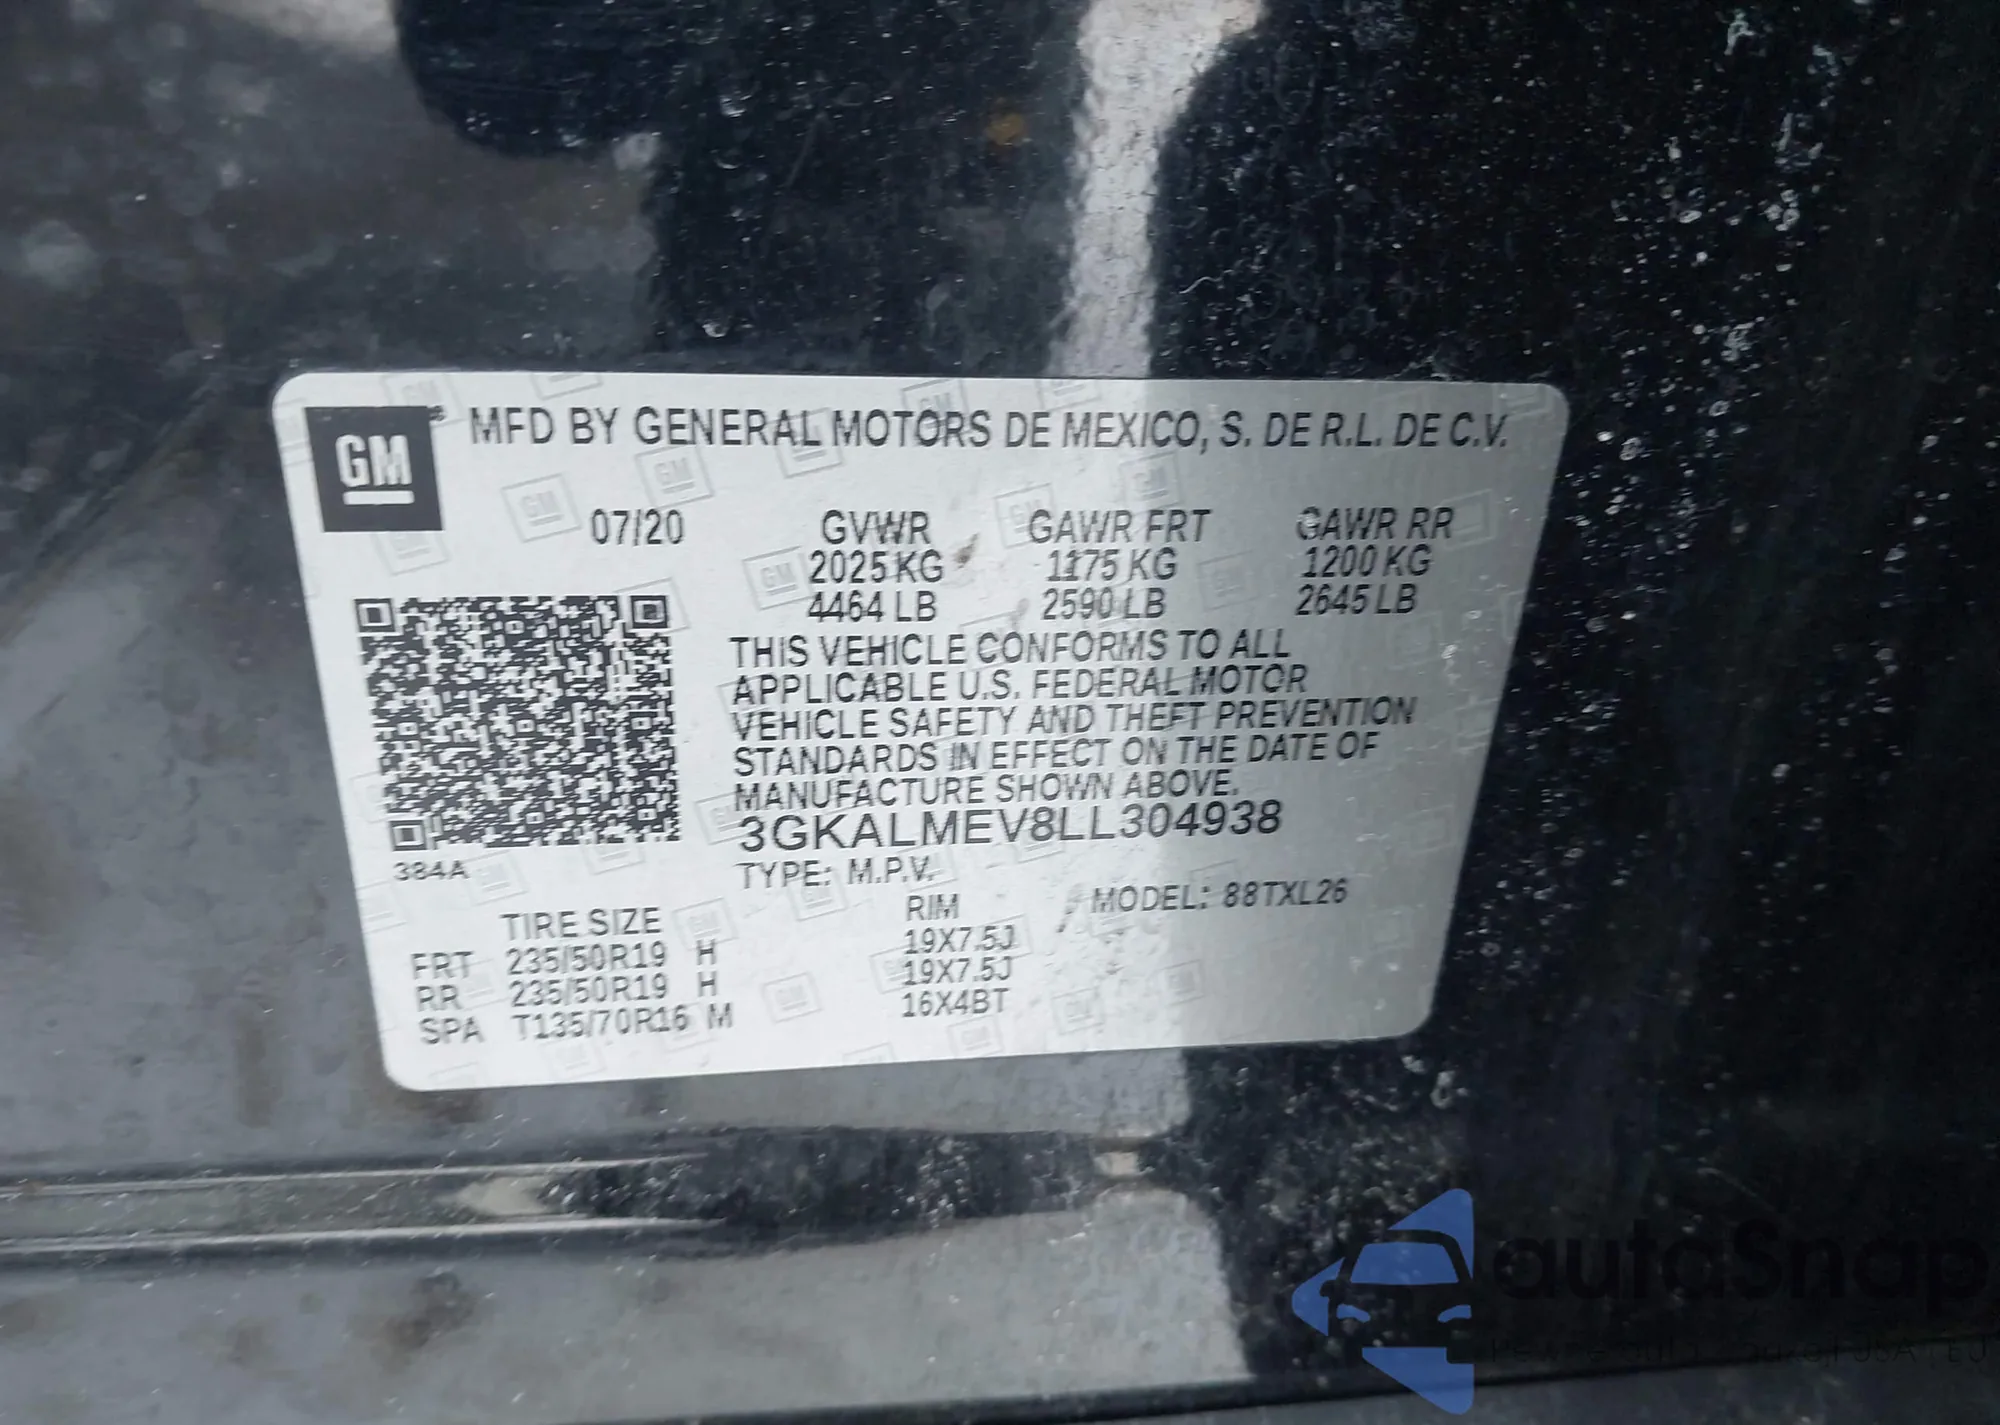 GM
MFD BY GENERAL MOTORS DE MEXICO, S. DE R.L. DE C.V.
07/20 GVWR GAWR FRT GAWR RR
2025 KG 1175 KG 1200 KG
4464 LB 2590 LB 2645 LB
THIS VEHICLE CONFORMS TO ALL
APPLICABLE U.S. FEDERAL MOTOR
VEHICLE SAFETY AND THEFT PREVENTION
STANDARDS IN EFFECT ON THE DATE OF
MANUFACTURE SHOWN ABOVE.
3GKALMEV8LL304938
384A TYPE: M.P.V.
MODEL: 88TXL26
TIRE SIZE RIM
FRT 235/50R19 H 19X7.5J
RR 235/50R19 H 19X7.5J
SPA T135/70R16 M 16X4BT
autoSnap